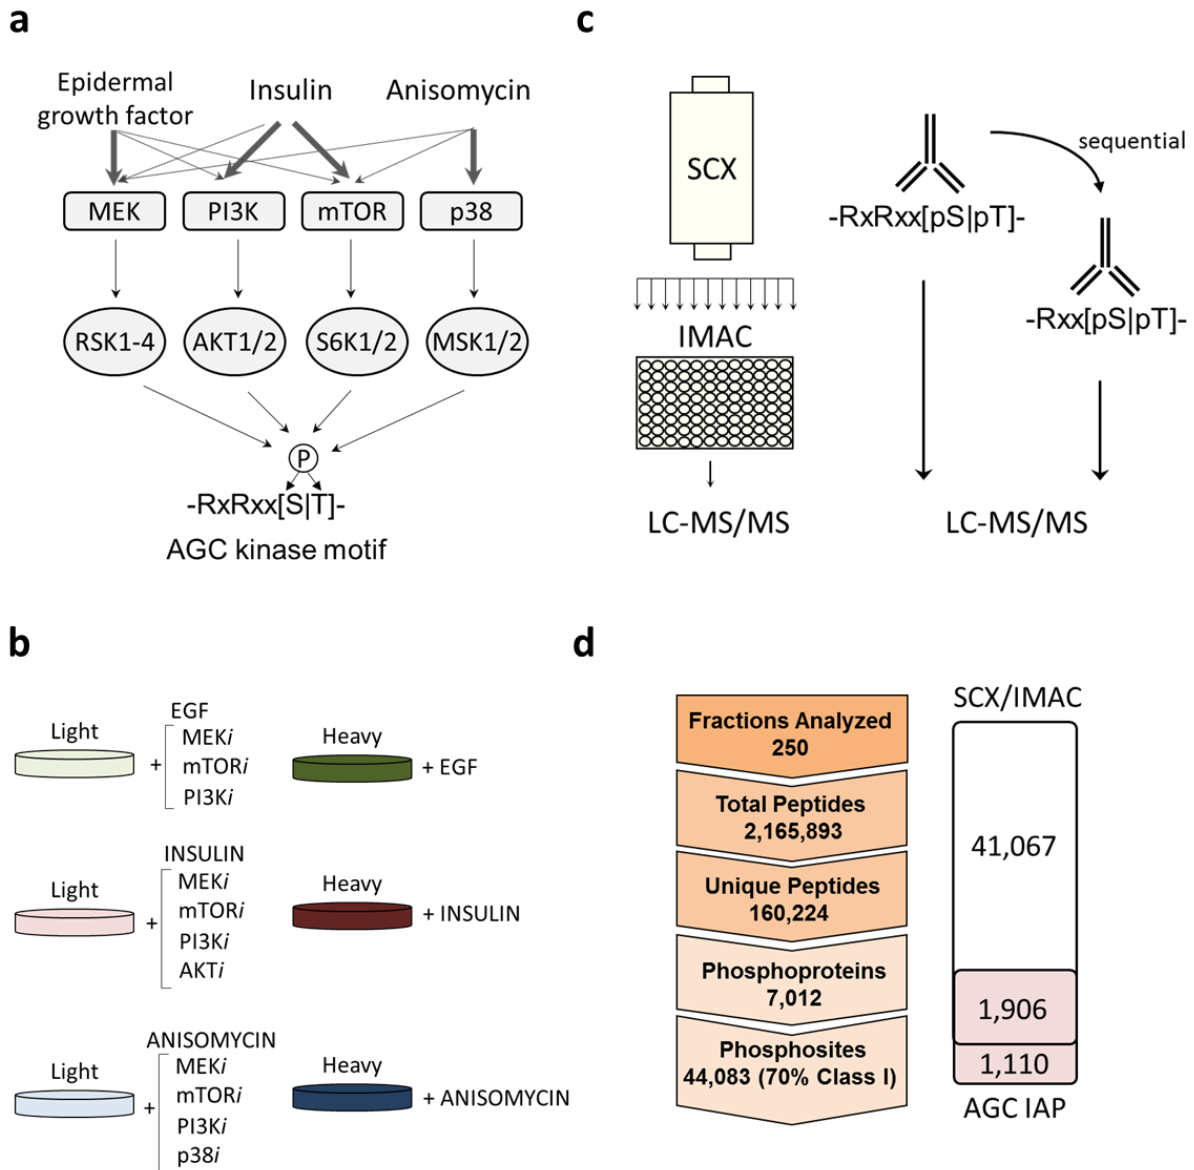 a
Epidermal
growth factor
Insulin
Anisomycin
MEK
PI3K
mTOR
p38
RSK1-4
AKT1/2
S6K1/2
MSK1/2
P
-RxRxx[S|T]-
AGC kinase motif
c
SCX
IMAC
LC-MS/MS
sequential
-RxRxx[pS|pT]-
-Rxx[pS|pT]-
LC-MS/MS
b
Light
+
EGF
MEKi
mTORi
PI3Ki
Heavy
+ EGF
Light
+
INSULIN
MEKi
mTORi
PI3Ki
AKTi
Heavy
+ INSULIN
Light
+
ANISOMYCIN
MEKi
mTORi
PI3Ki
p38i
Heavy
+ ANISOMYCIN
d
Fractions Analyzed
250
Total Peptides
2,165,893
Unique Peptides
160,224
Phosphoproteins
7,012
Phosphosites
44,083 (70% Class I)
SCX/IMAC
41,067
1,906
1,110
AGC IAP